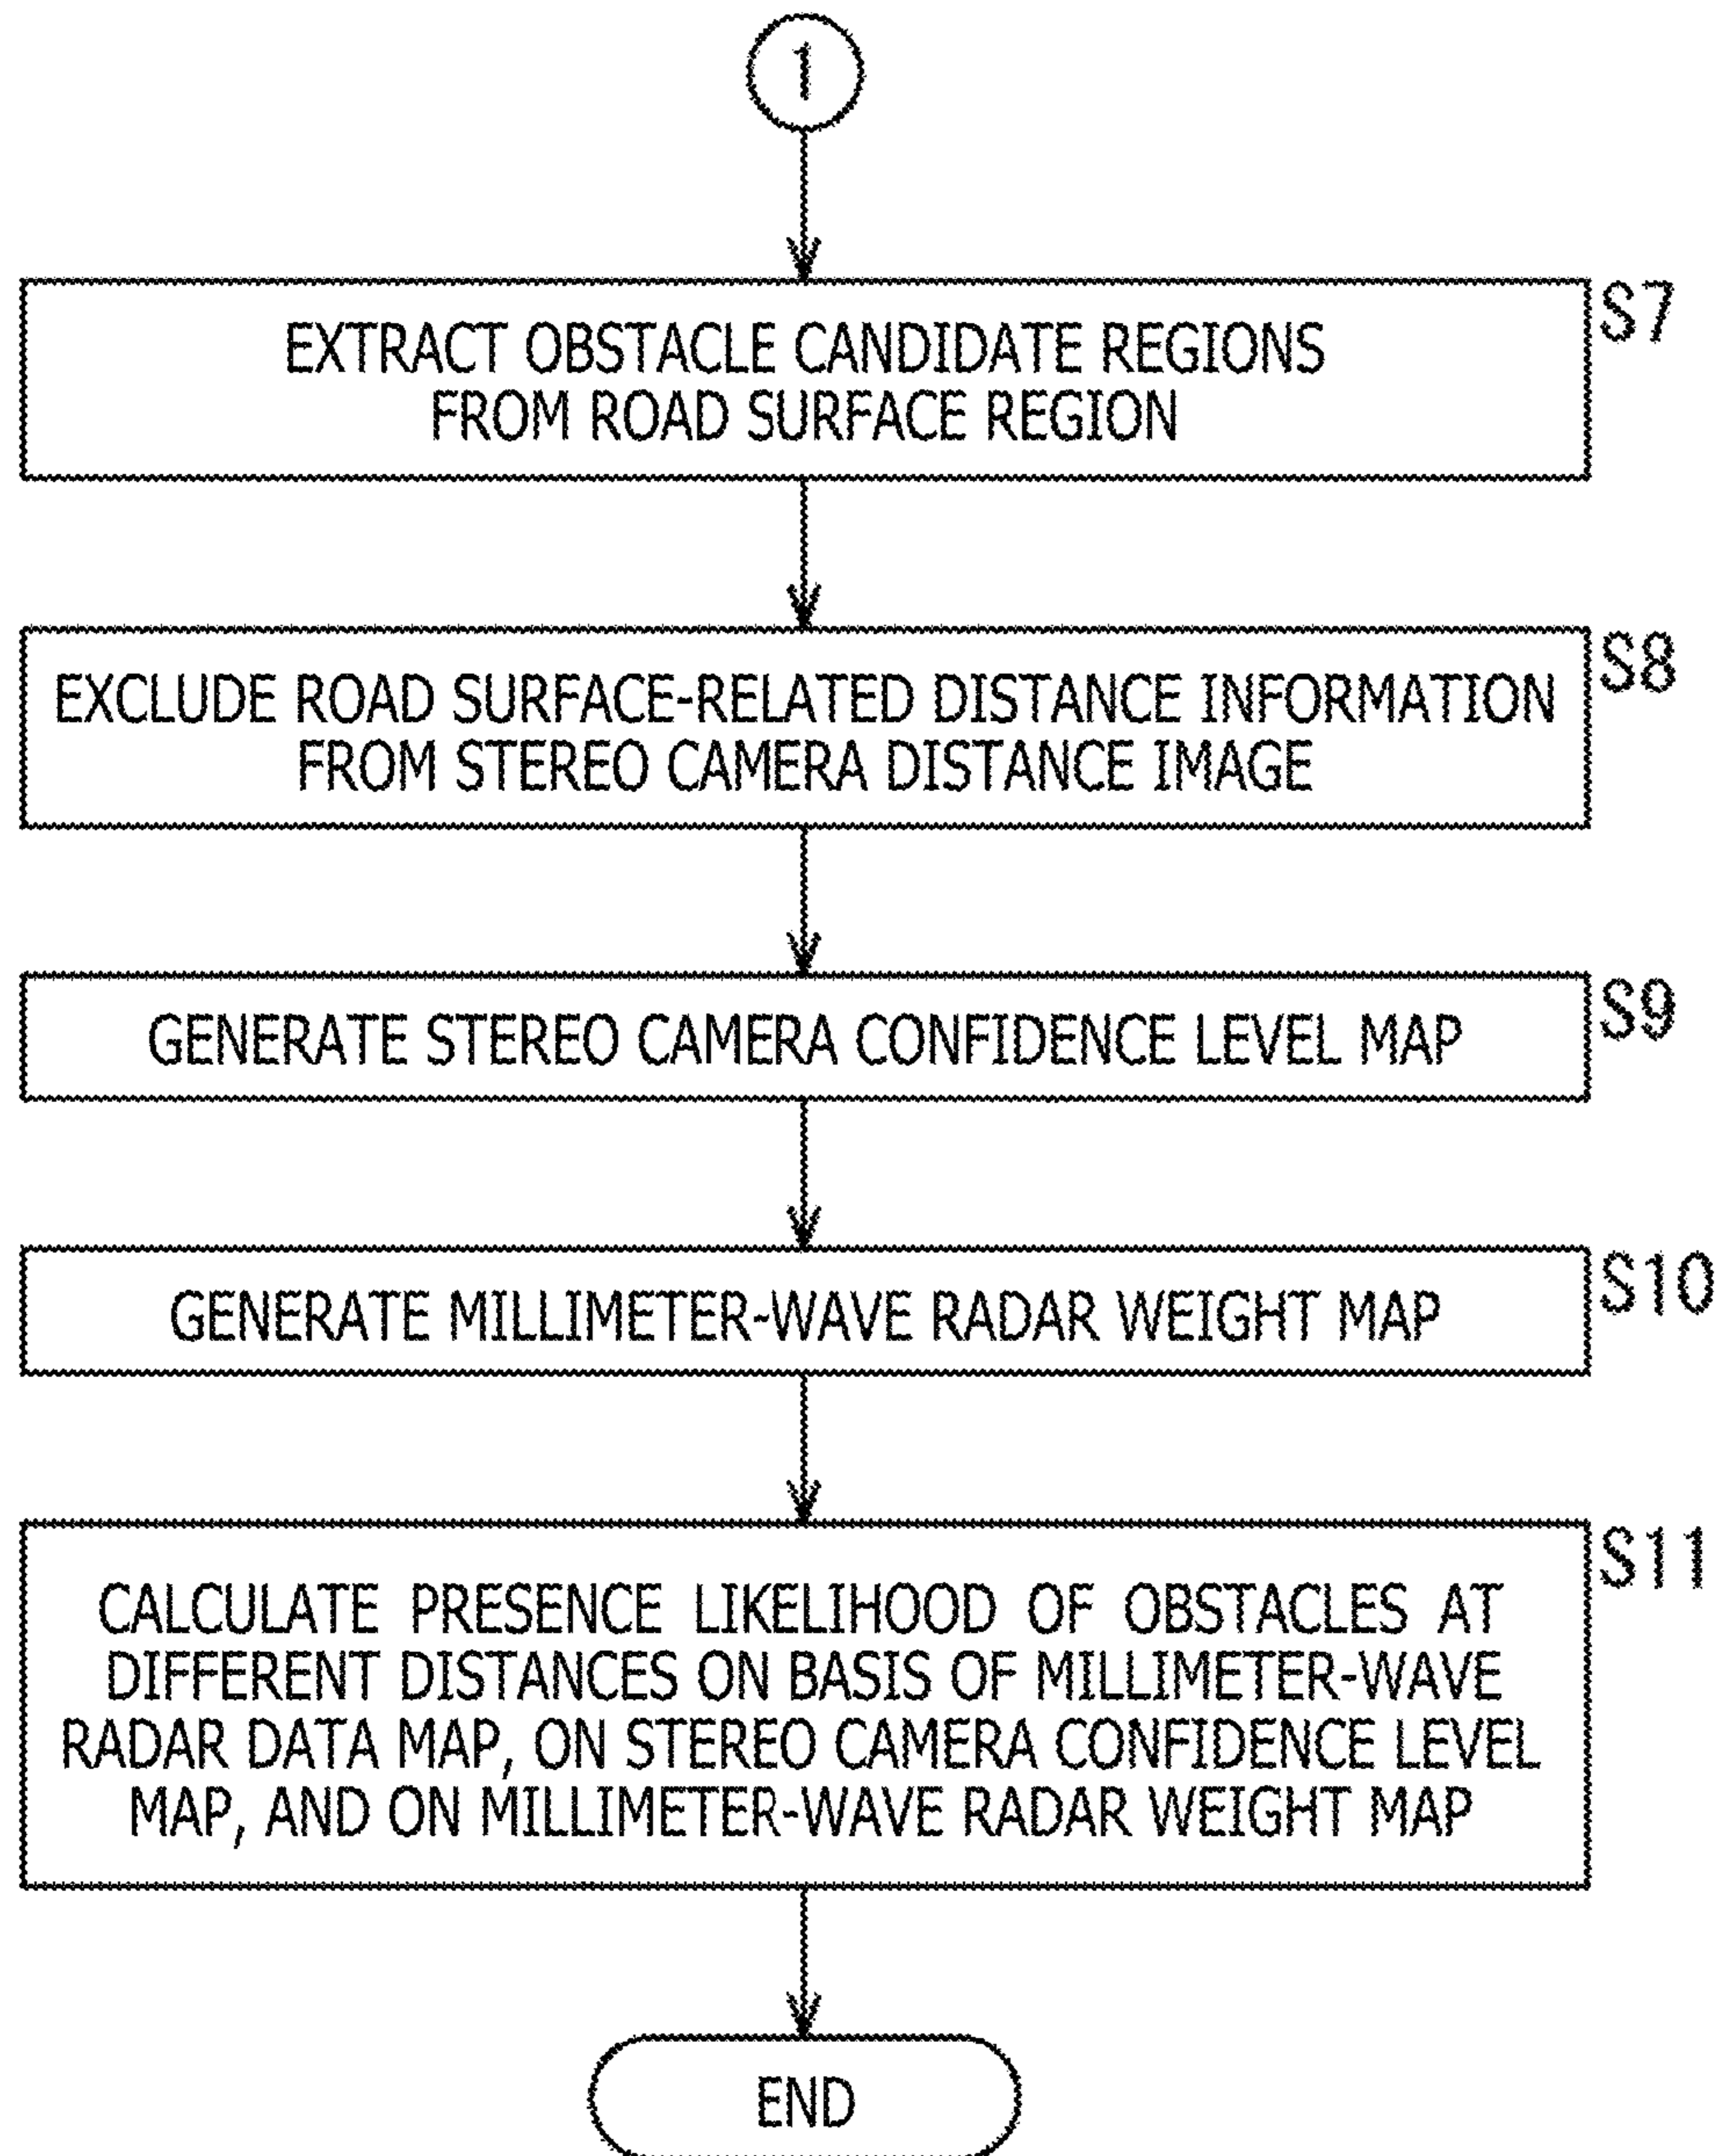 1
S7
EXTRACT OBSTACLE CANDIDATE REGIONS
FROM ROAD SURFACE REGION
S8
EXCLUDE ROAD SURFACE-RELATED DISTANCE INFORMATION
FROM STEREO CAMERA DISTANCE IMAGE
S9
GENERATE STEREO CAMERA CONFIDENCE LEVEL MAP
S10
GENERATE MILLIMETER-WAVE RADAR WEIGHT MAP
S11
CALCULATE PRESENCE LIKELIHOOD OF OBSTACLES AT
DIFFERENT DISTANCES ON BASIS OF MILLIMETER-WAVE
RADAR DATA MAP, ON STEREO CAMERA CONFIDENCE LEVEL
MAP, AND ON MILLIMETER-WAVE RADAR WEIGHT MAP
END